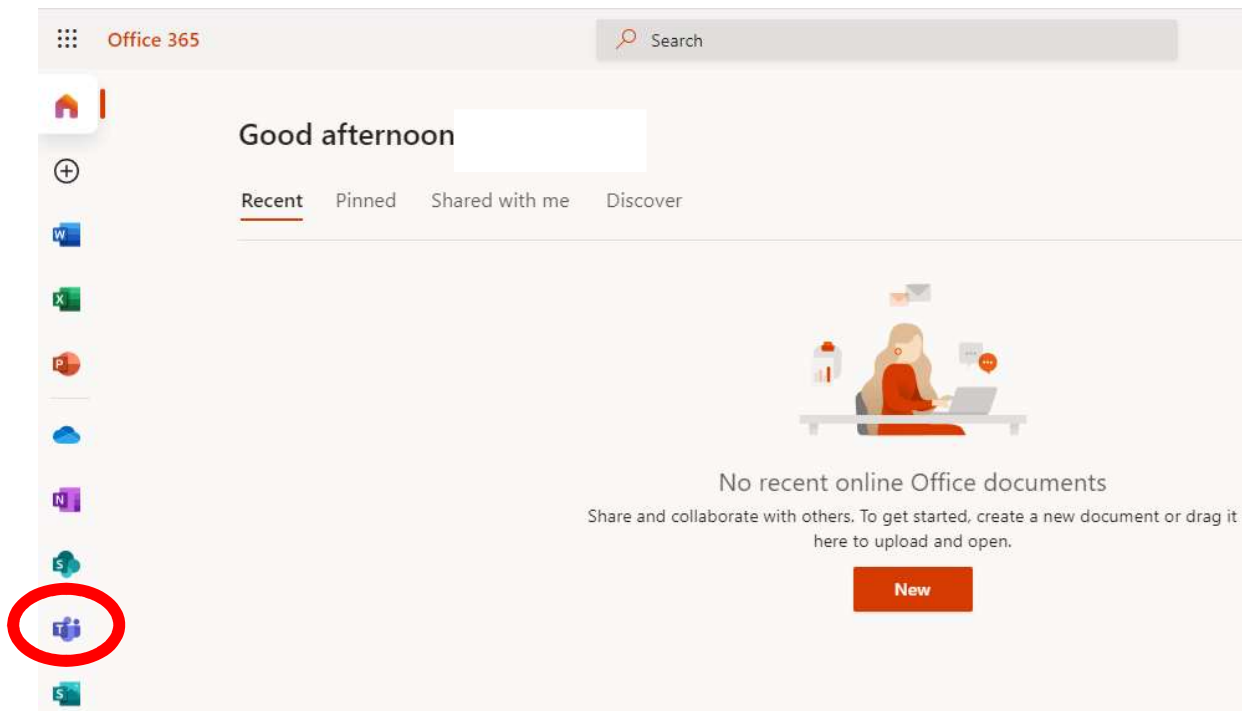 Office 365
Search
Good afternoon
Recent Pinned Shared with me Discover
W
X
P
N
S
T
S
No recent online Office documents
Share and collaborate with others. To get started, create a new document or drag it
here to upload and open.
New